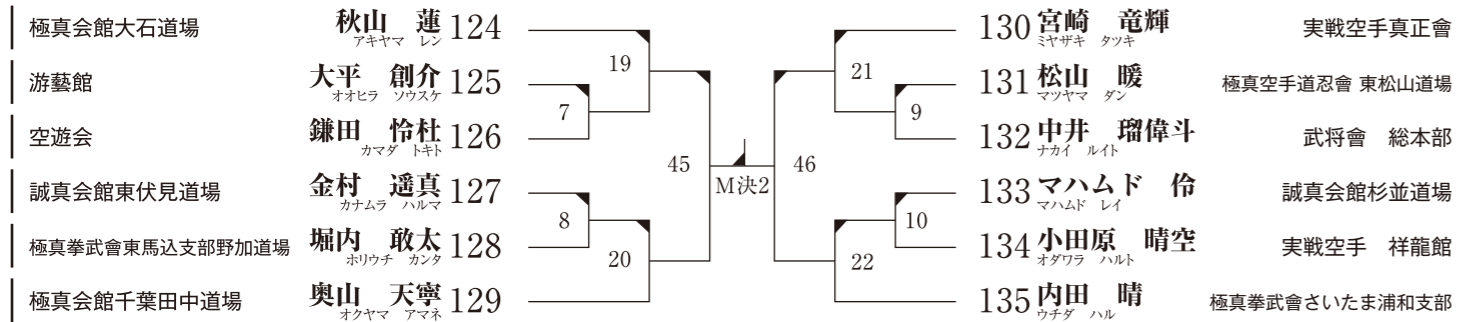 極真会館大石道場 秋山 蓮 124
アキヤマ レン
游藝館 大平 創介 125
オオヒラ ソウスケ
空遊会 鎌田 怜杜 126
カマダ トキト
誠真会館東伏見道場 金村 遥真 127
カナムラ ハルマ
極真拳武會東馬込支部野加道場 堀内 敢太 128
ホリウチ カンタ
極真会館千葉田中道場 奥山 天寧 129
オクヤマ アマネ
19
7
8
20
45
M決2
46
21
9
10
22
130 宮崎 竜輝 実戦空手真正會
ミヤザキ タツキ
131 松山 暖 極真空手道忍會 東松山道場
マツヤマ ダン
132 中井 瑠偉斗 武将會 総本部
ナカイ ルイト
133 マハムド 伶 誠真会館杉並道場
マハムド レイ
134 小田原 晴空 実戦空手 祥龍館
オダワラ ハルト
135 内田 晴 極真拳武會さいたま浦和支部
ウチダ ハル